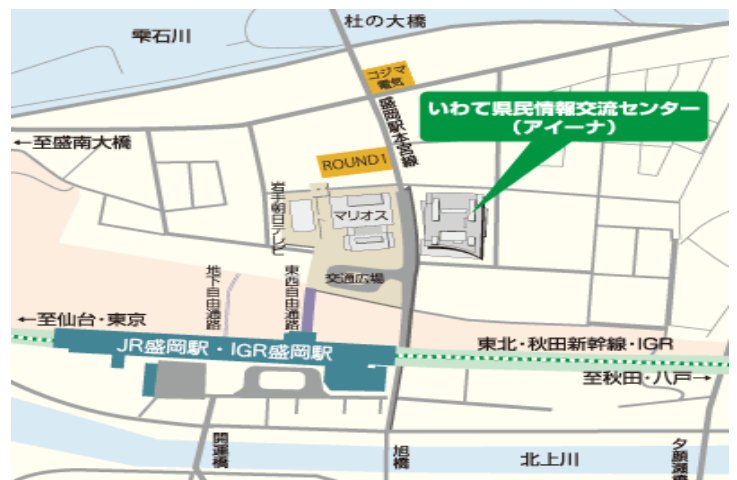 雫石川
杜の大橋
コジマ
電気
いわて県民情報交流センター
（アイーナ）
盛岡駅本宮線
←至盛南大橋
ROUND1
岩手朝日テレビ
マリオス
交通広場
地下自由通路
東西自由通路
←至仙台・東京
JR盛岡駅・IGR盛岡駅
東北・秋田新幹線・IGR
至秋田・八戸→
開運橋
旭橋
北上川
夕顔瀬橋